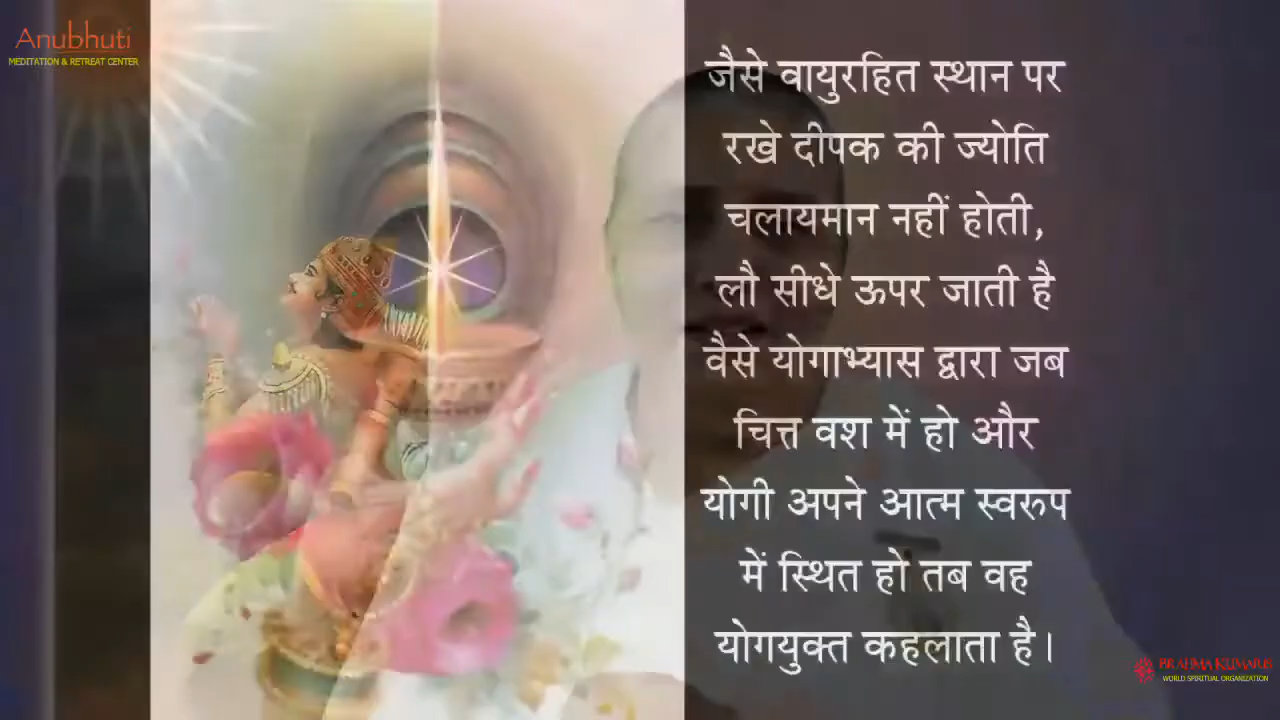 Anubhuti
MEDITATION & RETREAT CENTER
जैसे वायुरहित स्थान पर
रखे दीपक की ज्योति
चलायमान नहीं होती,
लौ सीधे ऊपर जाती है
वैसे योगाभ्यास द्वारा जब
चित्त वश में हो और
योगी अपने आत्म स्वरुप
में स्थित हो तब वह
योगयुक्त कहलाता है।
BRAHMA KUMARIS
WORLD SPIRITUAL ORGANIZATION